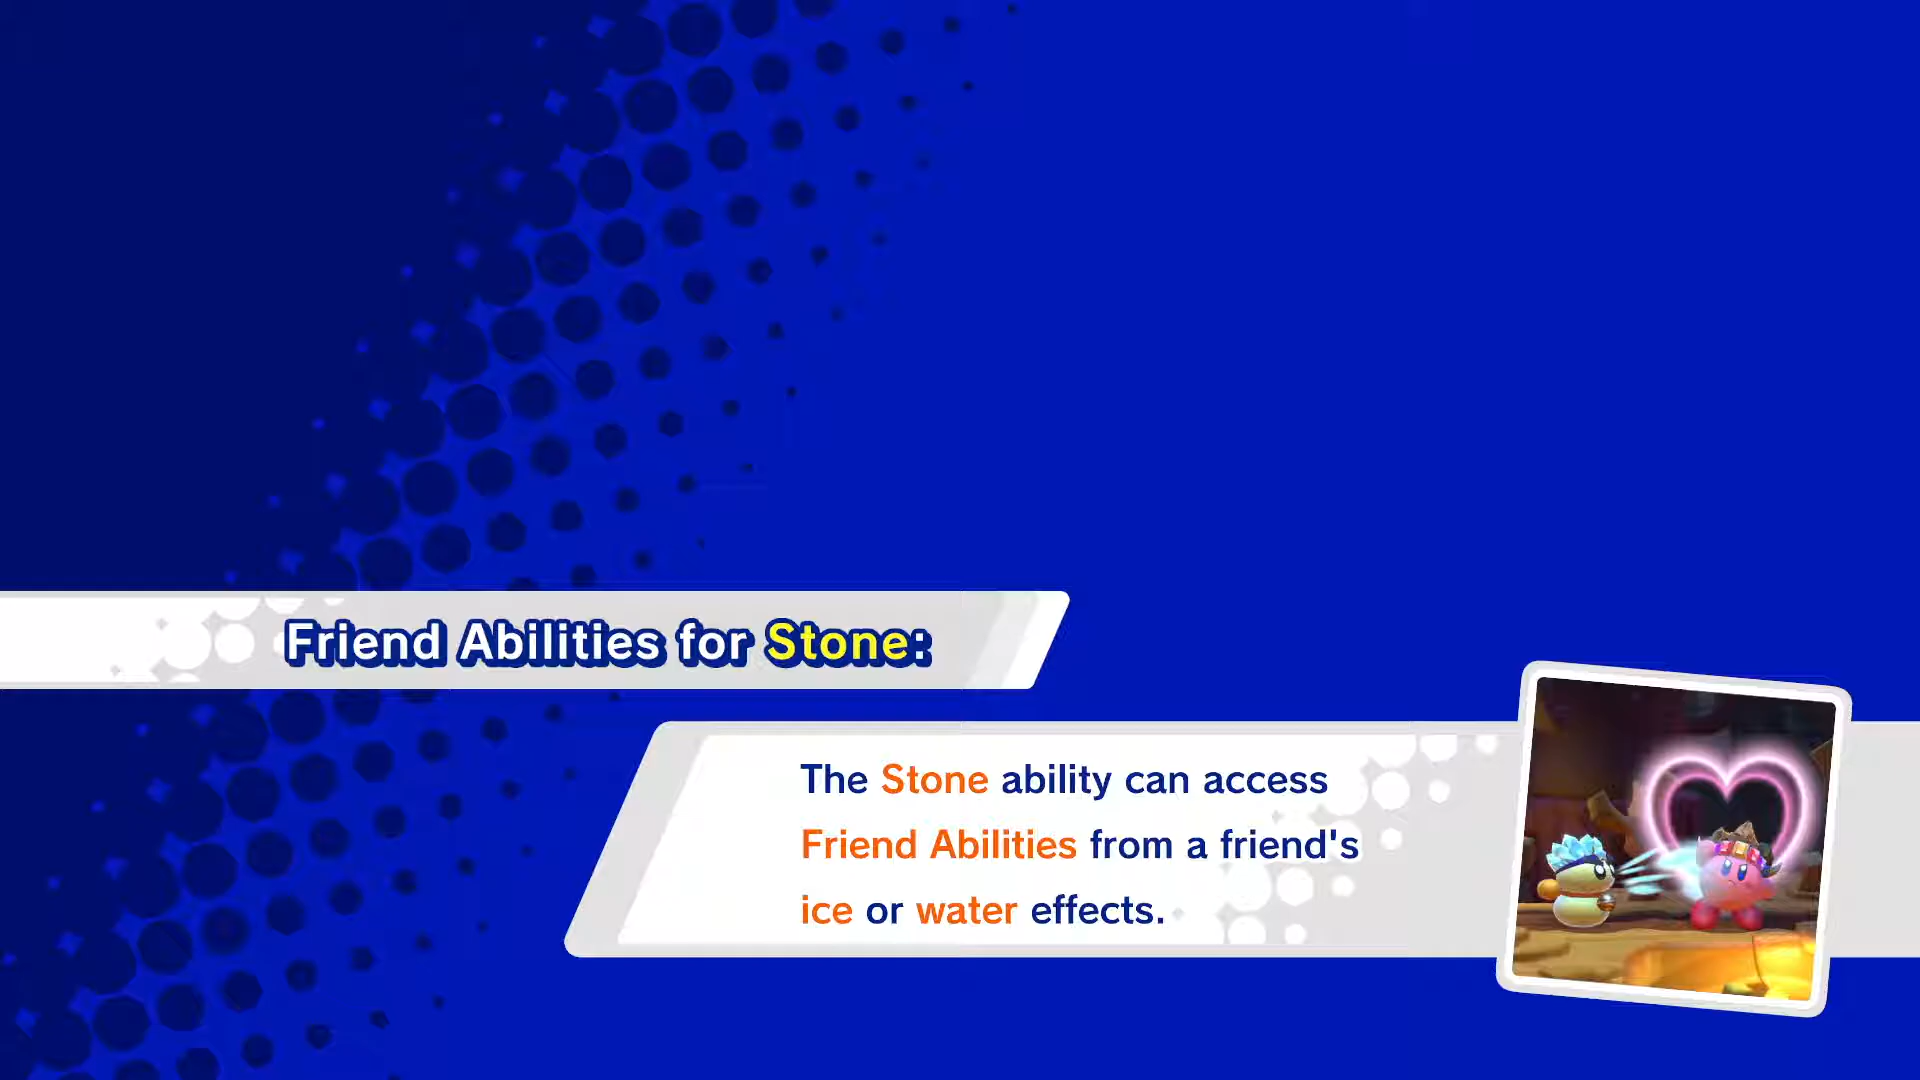 Friend Abilities for Stone:
The Stone ability can access
Friend Abilities from a friend's
ice or water effects.